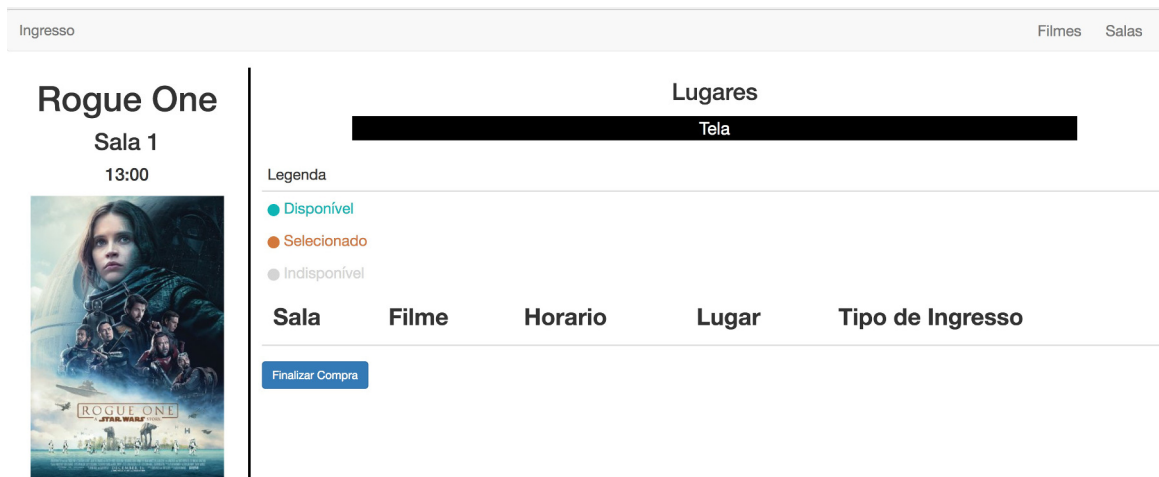 Ingresso Filmes Salas
Rogue One
Sala 1
13:00
ROGUE ONE
A STAR WARS STORY
Lugares
Tela
Legenda
Disponível
Selecionado
Indisponível
Sala Filme Horario Lugar Tipo de Ingresso
Finalizar Compra